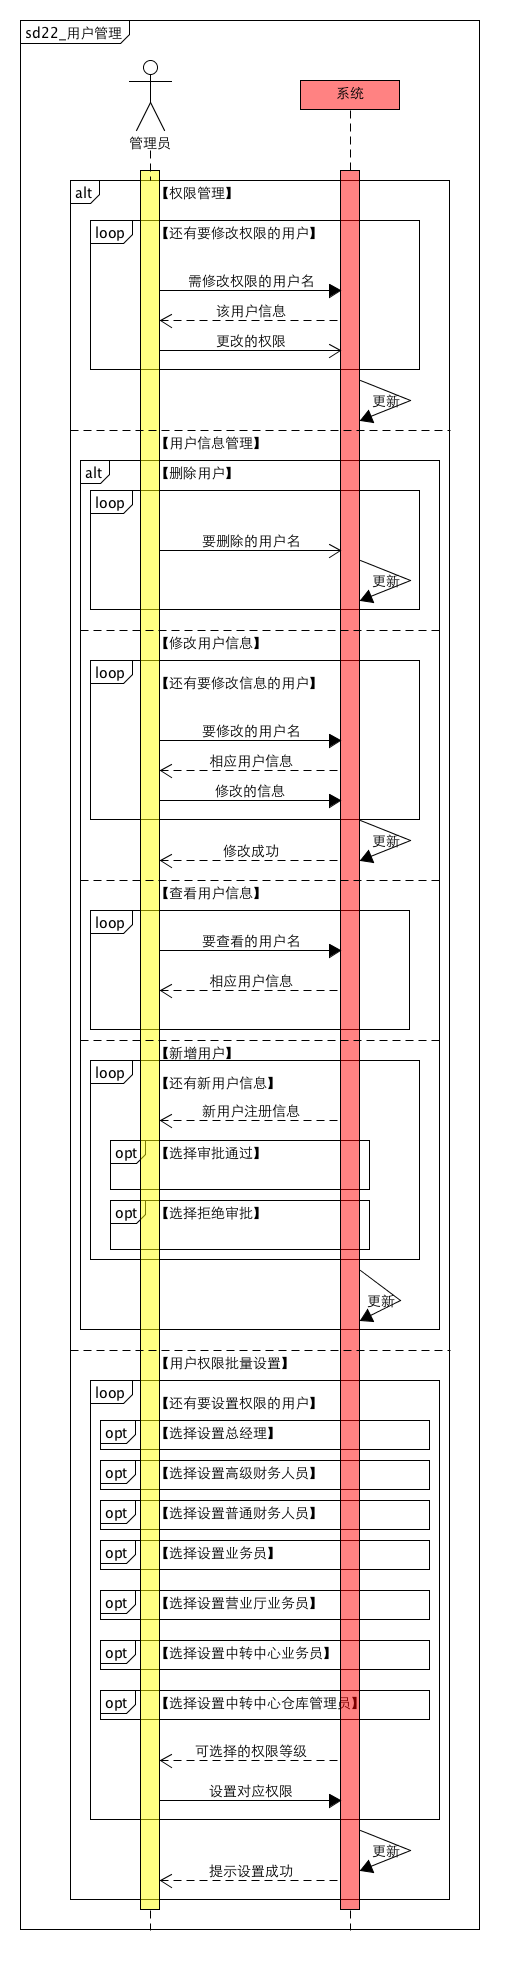 sd22_用户管理
系统
管理员
alt
【权限管理】
loop
【还有要修改权限的用户】
需修改权限的用户名
该用户信息
更改的权限
更新
【用户信息管理】
alt
【删除用户】
loop
要删除的用户名
更新
【修改用户信息】
loop
【还有要修改信息的用户】
要修改的用户名
相应用户信息
修改的信息
更新
修改成功
【查看用户信息】
loop
要查看的用户名
相应用户信息
【新增用户】
loop
【还有新用户信息】
新用户注册信息
opt
【选择审批通过】
opt
【选择拒绝审批】
更新
【用户权限批量设置】
loop
【还有要设置权限的用户】
opt
【选择设置总经理】
opt
【选择设置高级财务人员】
opt
【选择设置普通财务人员】
opt
【选择设置业务员】
opt
【选择设置营业厅业务员】
opt
【选择设置中转中心业务员】
opt
【选择设置中转中心仓库管理员】
可选择的权限等级
设置对应权限
更新
提示设置成功